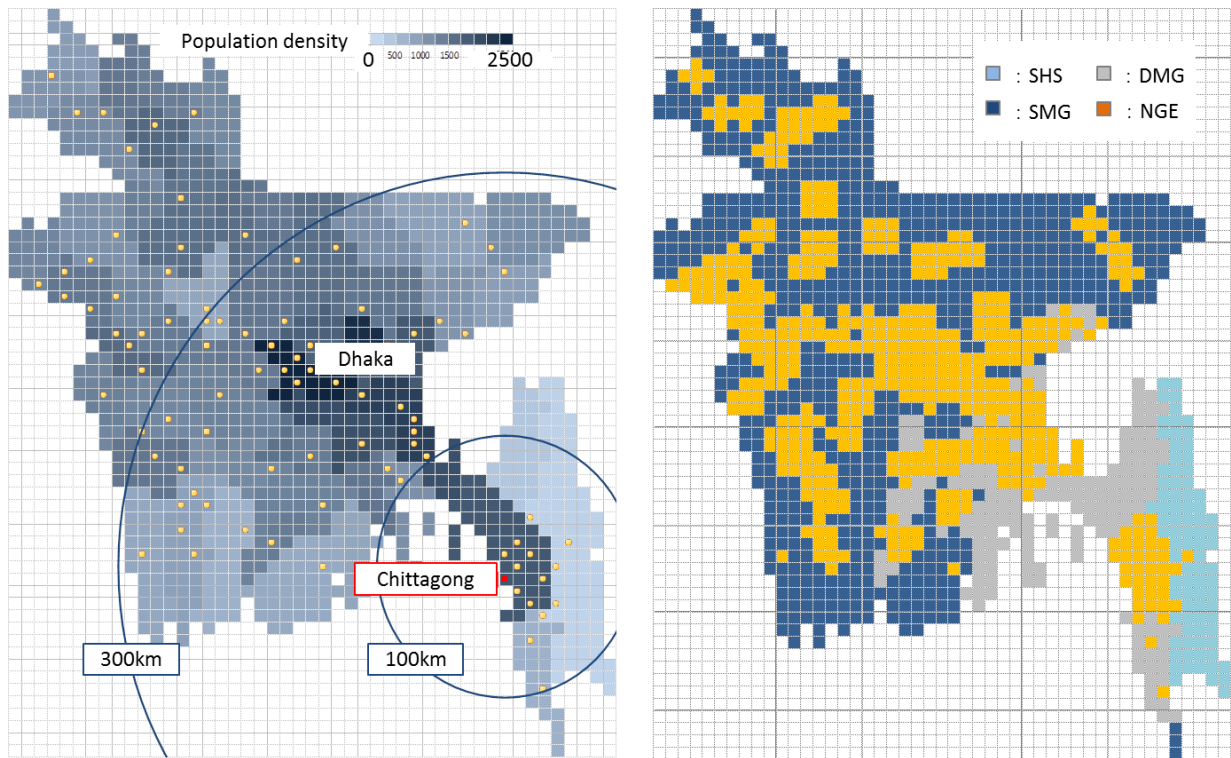 Population density
0 500 1000 1500 2500
Dhaka
Chittagong
300km
100km
: SHS
: DMG
: SMG
: NGE